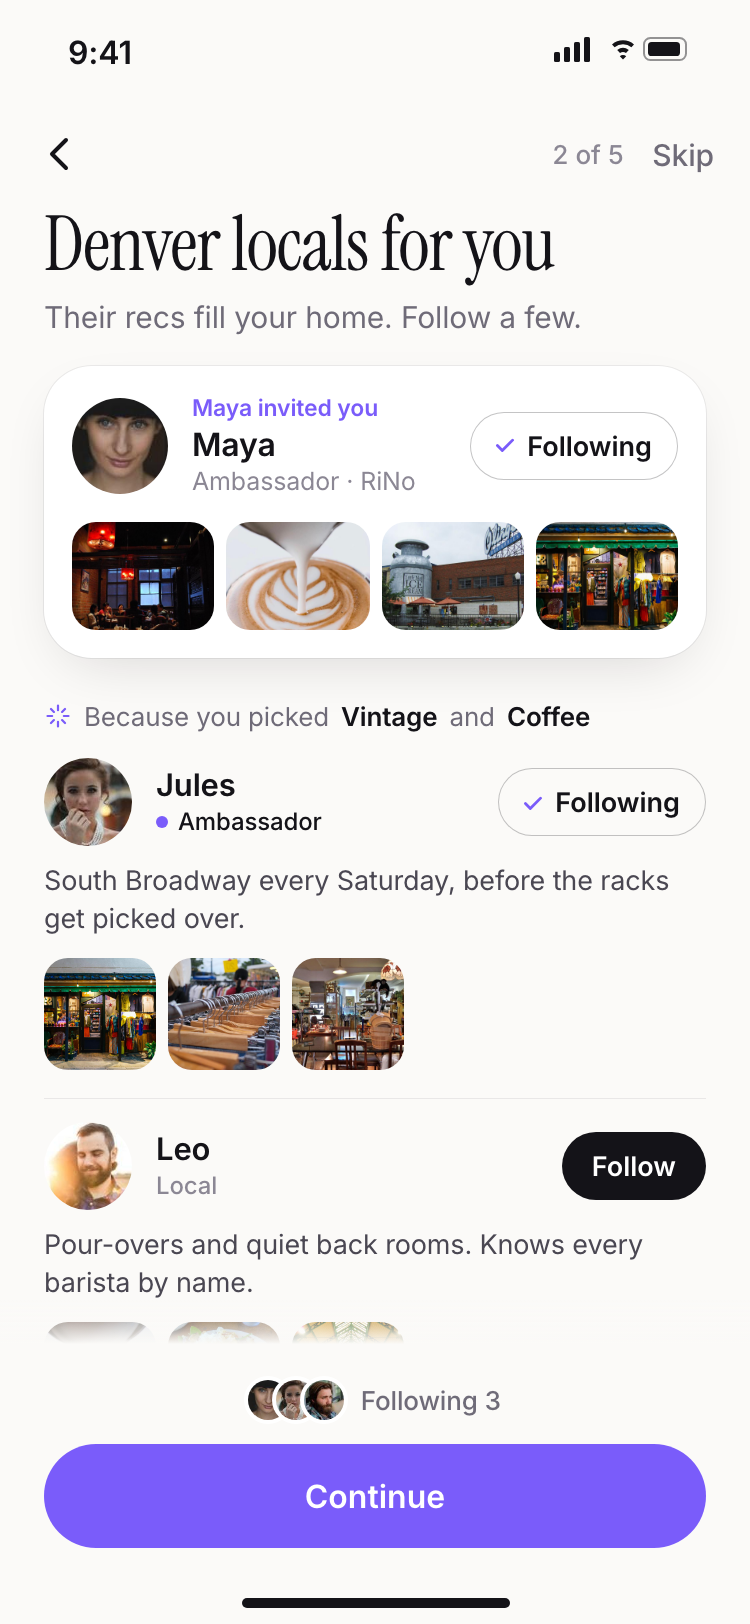 9:41
2 of 5 Skip
Denver locals for you
Their recs fill your home. Follow a few.
Maya invited you
Maya
Ambassador · RiNo
Following
Because you picked Vintage and Coffee
Jules
Ambassador
Following
South Broadway every Saturday, before the racks
get picked over.
Leo
Local
Follow
Pour-overs and quiet back rooms. Knows every
barista by name.
Following 3
Continue